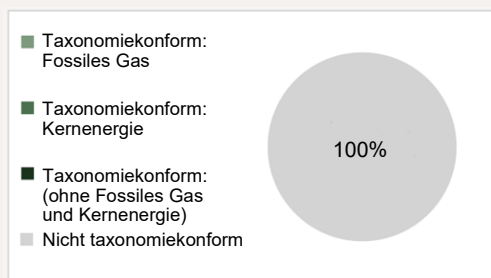 Taxonomiekonform:
Fossiles Gas
Taxonomiekonform:
Kernenergie
Taxonomiekonform:
(ohne Fossiles Gas
und Kernenergie)
Nicht taxonomiekonform
100%